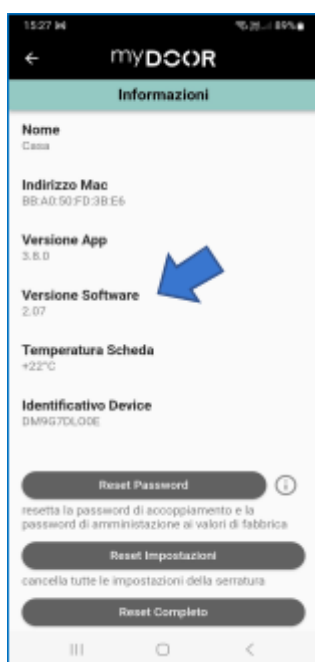 15:27
89%
myDOOR
Informazioni
Nome
Casa
Indirizzo Mac
BB:A0:50:FD:3B:E6
Versione App
3.8.0
Versione Software
2.07
Temperatura Scheda
+22°C
Identificativo Device
DM9G7DLO0E
Reset Password
resetta la password di accoppiamento e la
password di amministazione ai valori di fabbrica
Reset Impostazioni
cancella tutte le impostazioni della serratura
Reset Completo